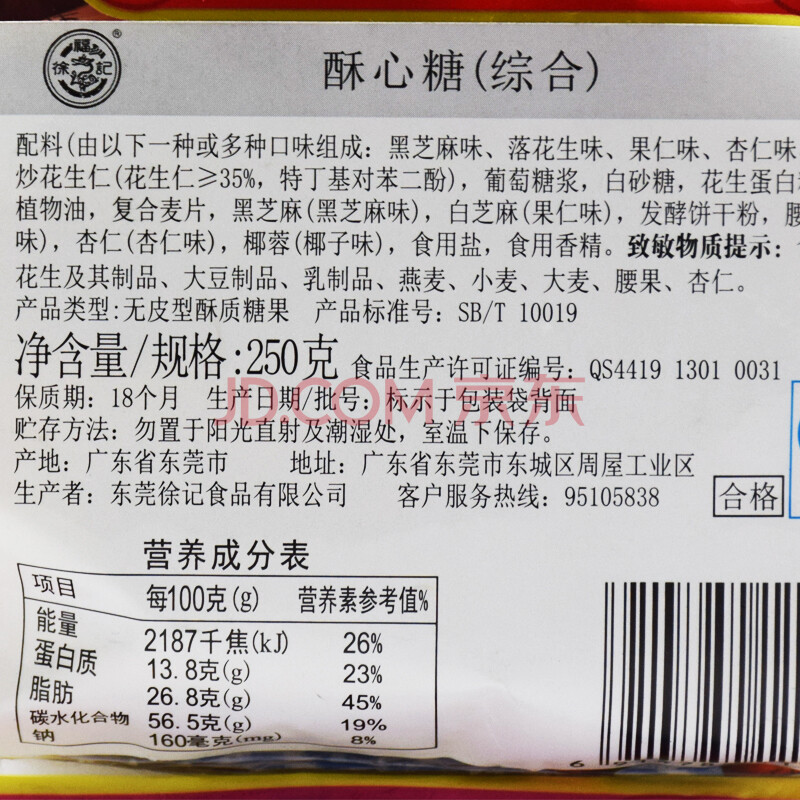 徐福記
®
酥心糖(综合)
配料(由以下一种或多种口味组成：黑芝麻味、落花生味、果仁味、杏仁味
炒花生仁(花生仁≥35%，特丁基对苯二酚)，葡萄糖浆，白砂糖，花生蛋白
植物油，复合麦片，黑芝麻(黑芝麻味)，白芝麻(果仁味)，发酵饼干粉，腰
味)，杏仁(杏仁味)，椰蓉(椰子味)，食用盐，食用香精。致敏物质提示：
花生及其制品、大豆制品、乳制品、燕麦、小麦、大麦、腰果、杏仁。
产品类型:无皮型酥质糖果 产品标准号：SB/T 10019
净含量/规格:250克 食品生产许可证编号：QS4419 1301 0031
保质期：18个月 生产日期/批号：标示于包装袋背面
JD.COM 京东
贮存方法：勿置于阳光直射及潮湿处，室温下保存。
产地：广东省东莞市 地址：广东省东莞市东城区周屋工业区
生产者：东莞徐记食品有限公司 客户服务热线：95105838
合格
营养成分表
项目 每100克(g) 营养素参考值%
能量 2187千焦(kJ) 26%
蛋白质 13.8克(g) 23%
脂肪 26.8克(g) 45%
碳水化合物 56.5克(g) 19%
钠 160毫克(mg) 8%